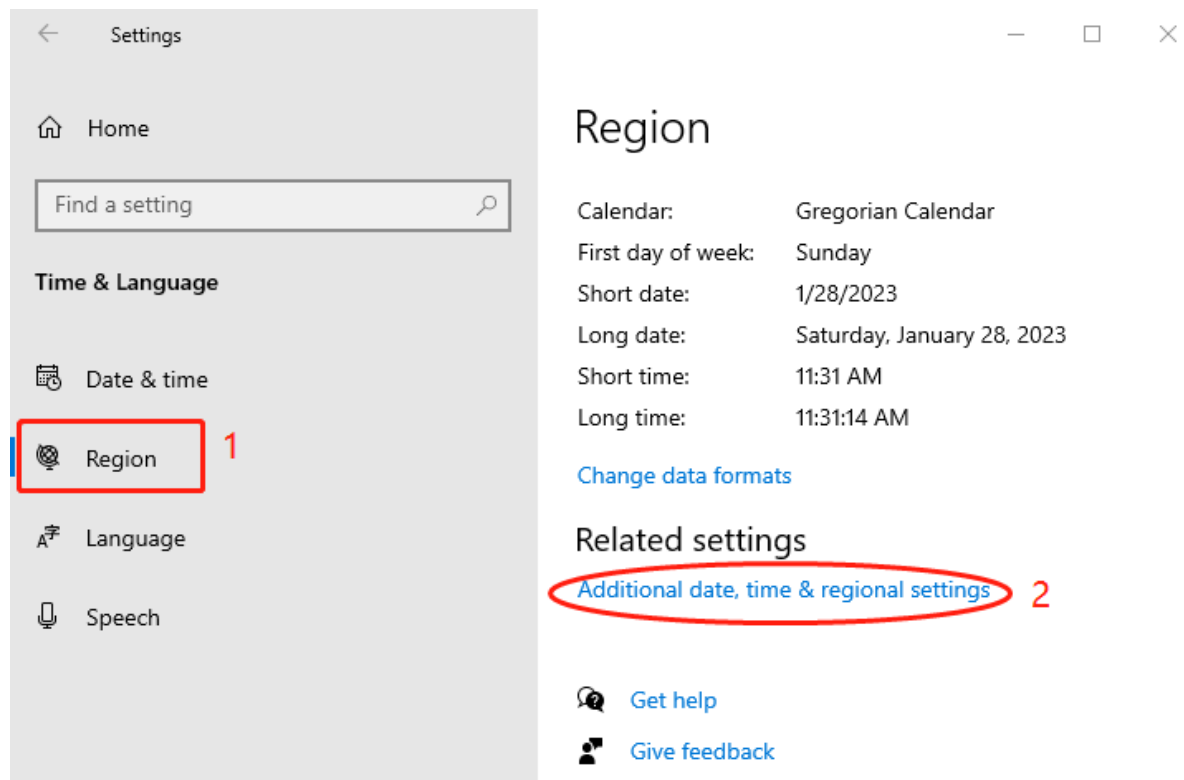 Settings
Home
Find a setting
Time & Language
Date & time
Region
1
Language
Speech
Region
Calendar: Gregorian Calendar
First day of week: Sunday
Short date: 1/28/2023
Long date: Saturday, January 28, 2023
Short time: 11:31 AM
Long time: 11:31:14 AM
Change data formats
Related settings
Additional date, time & regional settings
2
Get help
Give feedback